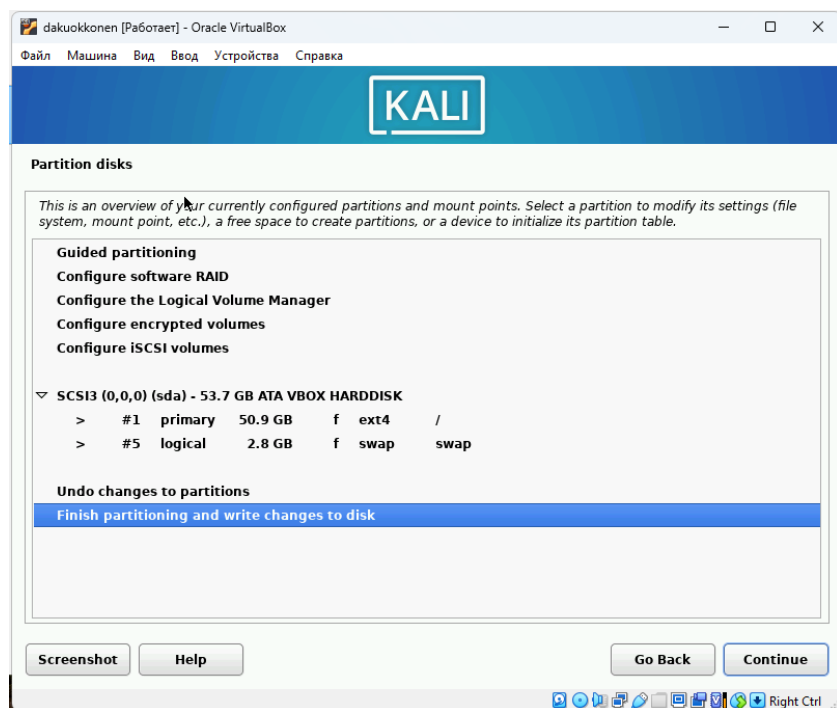 dakuokkonen [Работает] - Oracle VirtualBox
Файл Машина Вид Ввод Устройства Справка
KALI
Partition disks
This is an overview of your currently configured partitions and mount points. Select a partition to modify its settings (file
system, mount point, etc.), a free space to create partitions, or a device to initialize its partition table.
Guided partitioning
Configure software RAID
Configure the Logical Volume Manager
Configure encrypted volumes
Configure iSCSI volumes
SCSI3 (0,0,0) (sda) - 53.7 GB ATA VBOX HARDDISK
> #1 primary 50.9 GB f ext4 /
> #5 logical 2.8 GB f swap swap
Undo changes to partitions
Finish partitioning and write changes to disk
Screenshot Help Go Back Continue
Right Ctrl